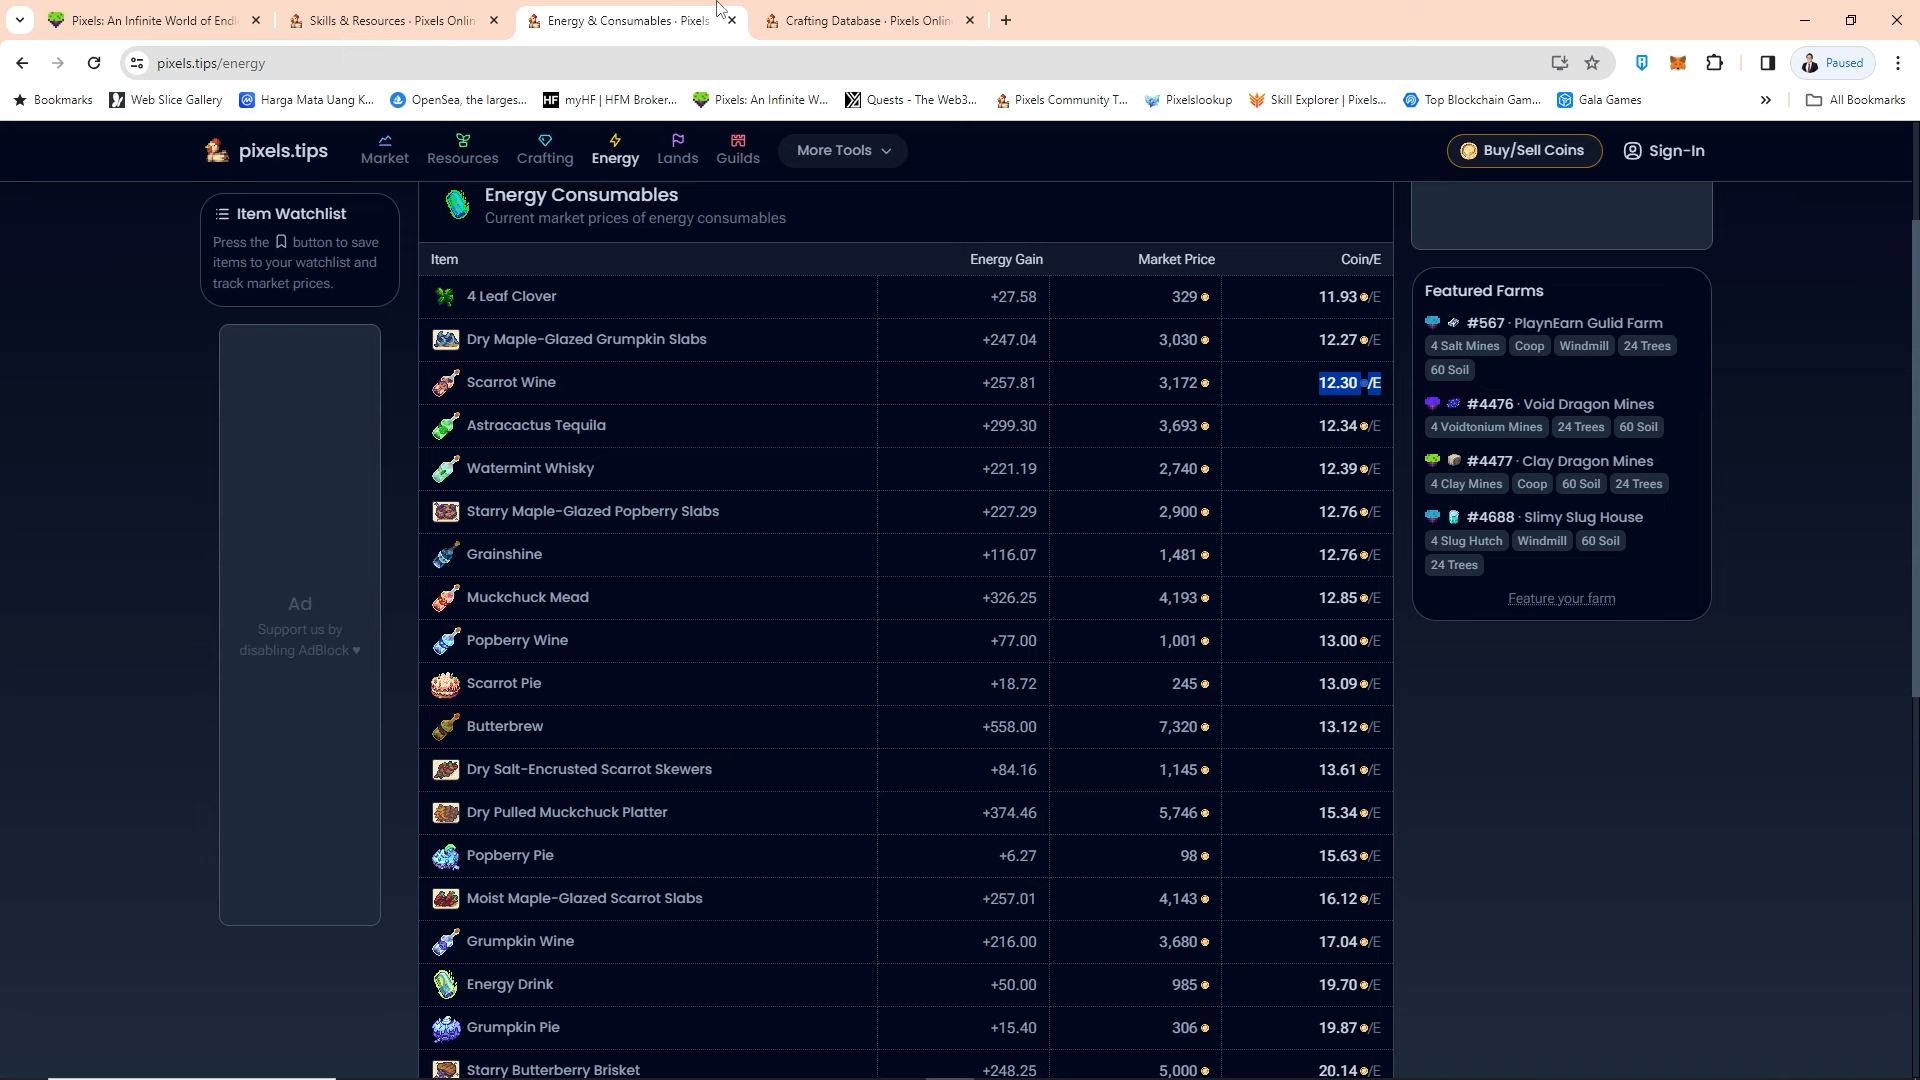 Pixels: An Infinite World of Endl
Skills & Resources · Pixels Onlin
Energy & Consumables · Pixels
Crafting Database · Pixels Onlin
pixels.tips/energy
Paused
Bookmarks
Web Slice Gallery
Harga Mata Uang K...
OpenSea, the larges...
myHF | HFM Broker...
Pixels: An Infinite W...
Quests - The Web3...
Pixels Community T...
Pixelslookup
Skill Explorer | Pixels...
Top Blockchain Gam...
Gala Games
All Bookmarks
pixels.tips
Market
Resources
Crafting
Energy
Lands
Guilds
More Tools
Buy/Sell Coins
Sign-In
Item Watchlist
Press the button to save
items to your watchlist and
track market prices.
Ad
Support us by
disabling AdBlock ♥
Energy Consumables
Current market prices of energy consumables
Item Energy Gain Market Price Coin/E
4 Leaf Clover +27.58 329 11.93 /E
Dry Maple-Glazed Grumpkin Slabs +247.04 3,030 12.27 /E
Scarrot Wine +257.81 3,172 12.30 /E
Astracactus Tequila +299.30 3,693 12.34 /E
Watermint Whisky +221.19 2,740 12.39 /E
Starry Maple-Glazed Popberry Slabs +227.29 2,900 12.76 /E
Grainshine +116.07 1,481 12.76 /E
Muckchuck Mead +326.25 4,193 12.85 /E
Popberry Wine +77.00 1,001 13.00 /E
Scarrot Pie +18.72 245 13.09 /E
Butterbrew +558.00 7,320 13.12 /E
Dry Salt-Encrusted Scarrot Skewers +84.16 1,145 13.61 /E
Dry Pulled Muckchuck Platter +374.46 5,746 15.34 /E
Popberry Pie +6.27 98 15.63 /E
Moist Maple-Glazed Scarrot Slabs +257.01 4,143 16.12 /E
Grumpkin Wine +216.00 3,680 17.04 /E
Energy Drink +50.00 985 19.70 /E
Grumpkin Pie +15.40 306 19.87 /E
Starry Butterberry Brisket +248.25 5,000 20.14 /E
Featured Farms
#567 · PlaynEarn Gulid Farm
4 Salt Mines Coop Windmill 24 Trees
60 Soil
#4476 · Void Dragon Mines
4 Voidtonium Mines 24 Trees 60 Soil
#4477 · Clay Dragon Mines
4 Clay Mines Coop 60 Soil 24 Trees
#4688 · Slimy Slug House
4 Slug Hutch Windmill 60 Soil
24 Trees
Feature your farm